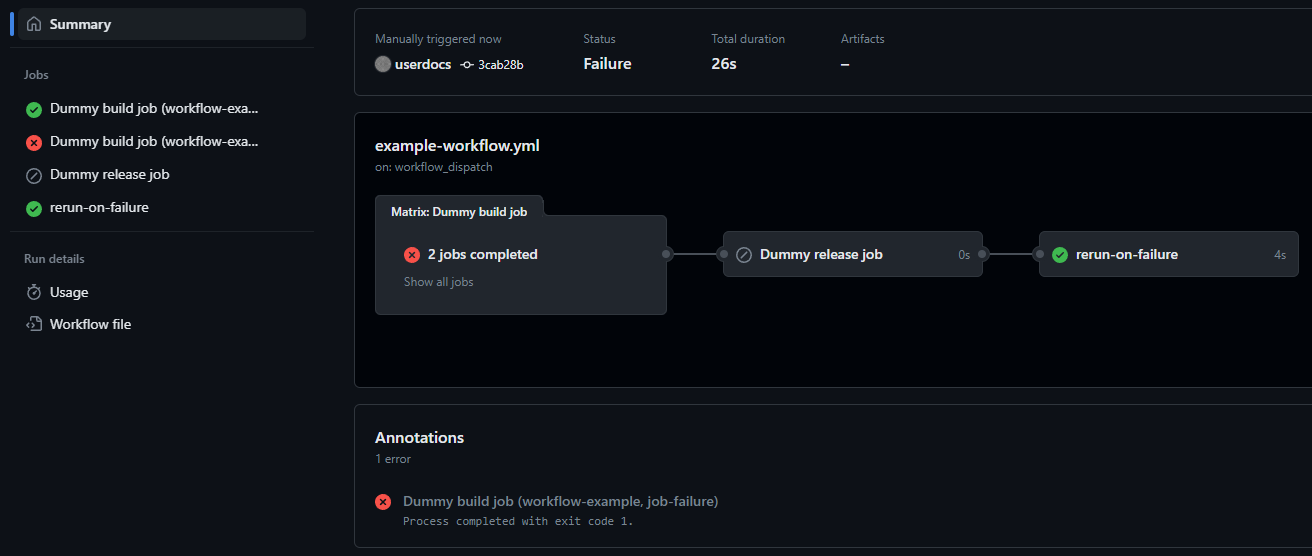 Summary
Jobs
Dummy build job (workflow-exa...
Dummy build job (workflow-exa...
Dummy release job
rerun-on-failure
Run details
Usage
Workflow file
Manually triggered now
userdocs 3cab28b
Status
Failure
Total duration
26s
Artifacts
–
example-workflow.yml
on: workflow_dispatch
Matrix: Dummy build job
2 jobs completed
Show all jobs
Dummy release job 0s
rerun-on-failure 4s
Annotations
1 error
Dummy build job (workflow-example, job-failure)
Process completed with exit code 1.